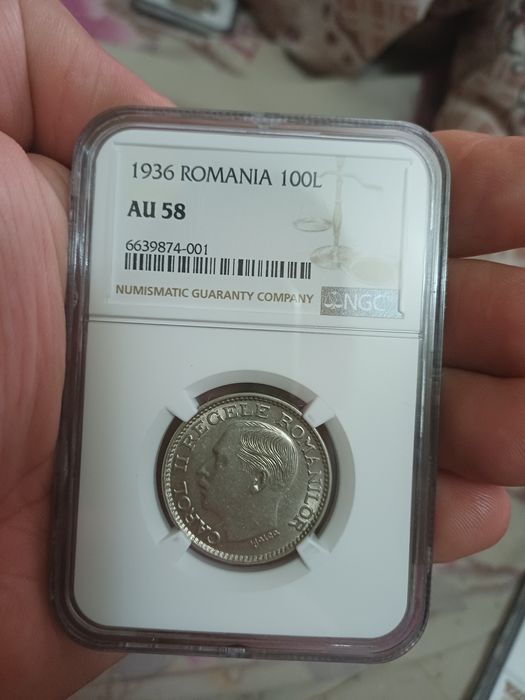 1936 ROMANIA 100L
AU 58
6639874-001
NUMISMATIC GUARANTY COMPANY NGC
CAROL II REGELE ROMANILOR